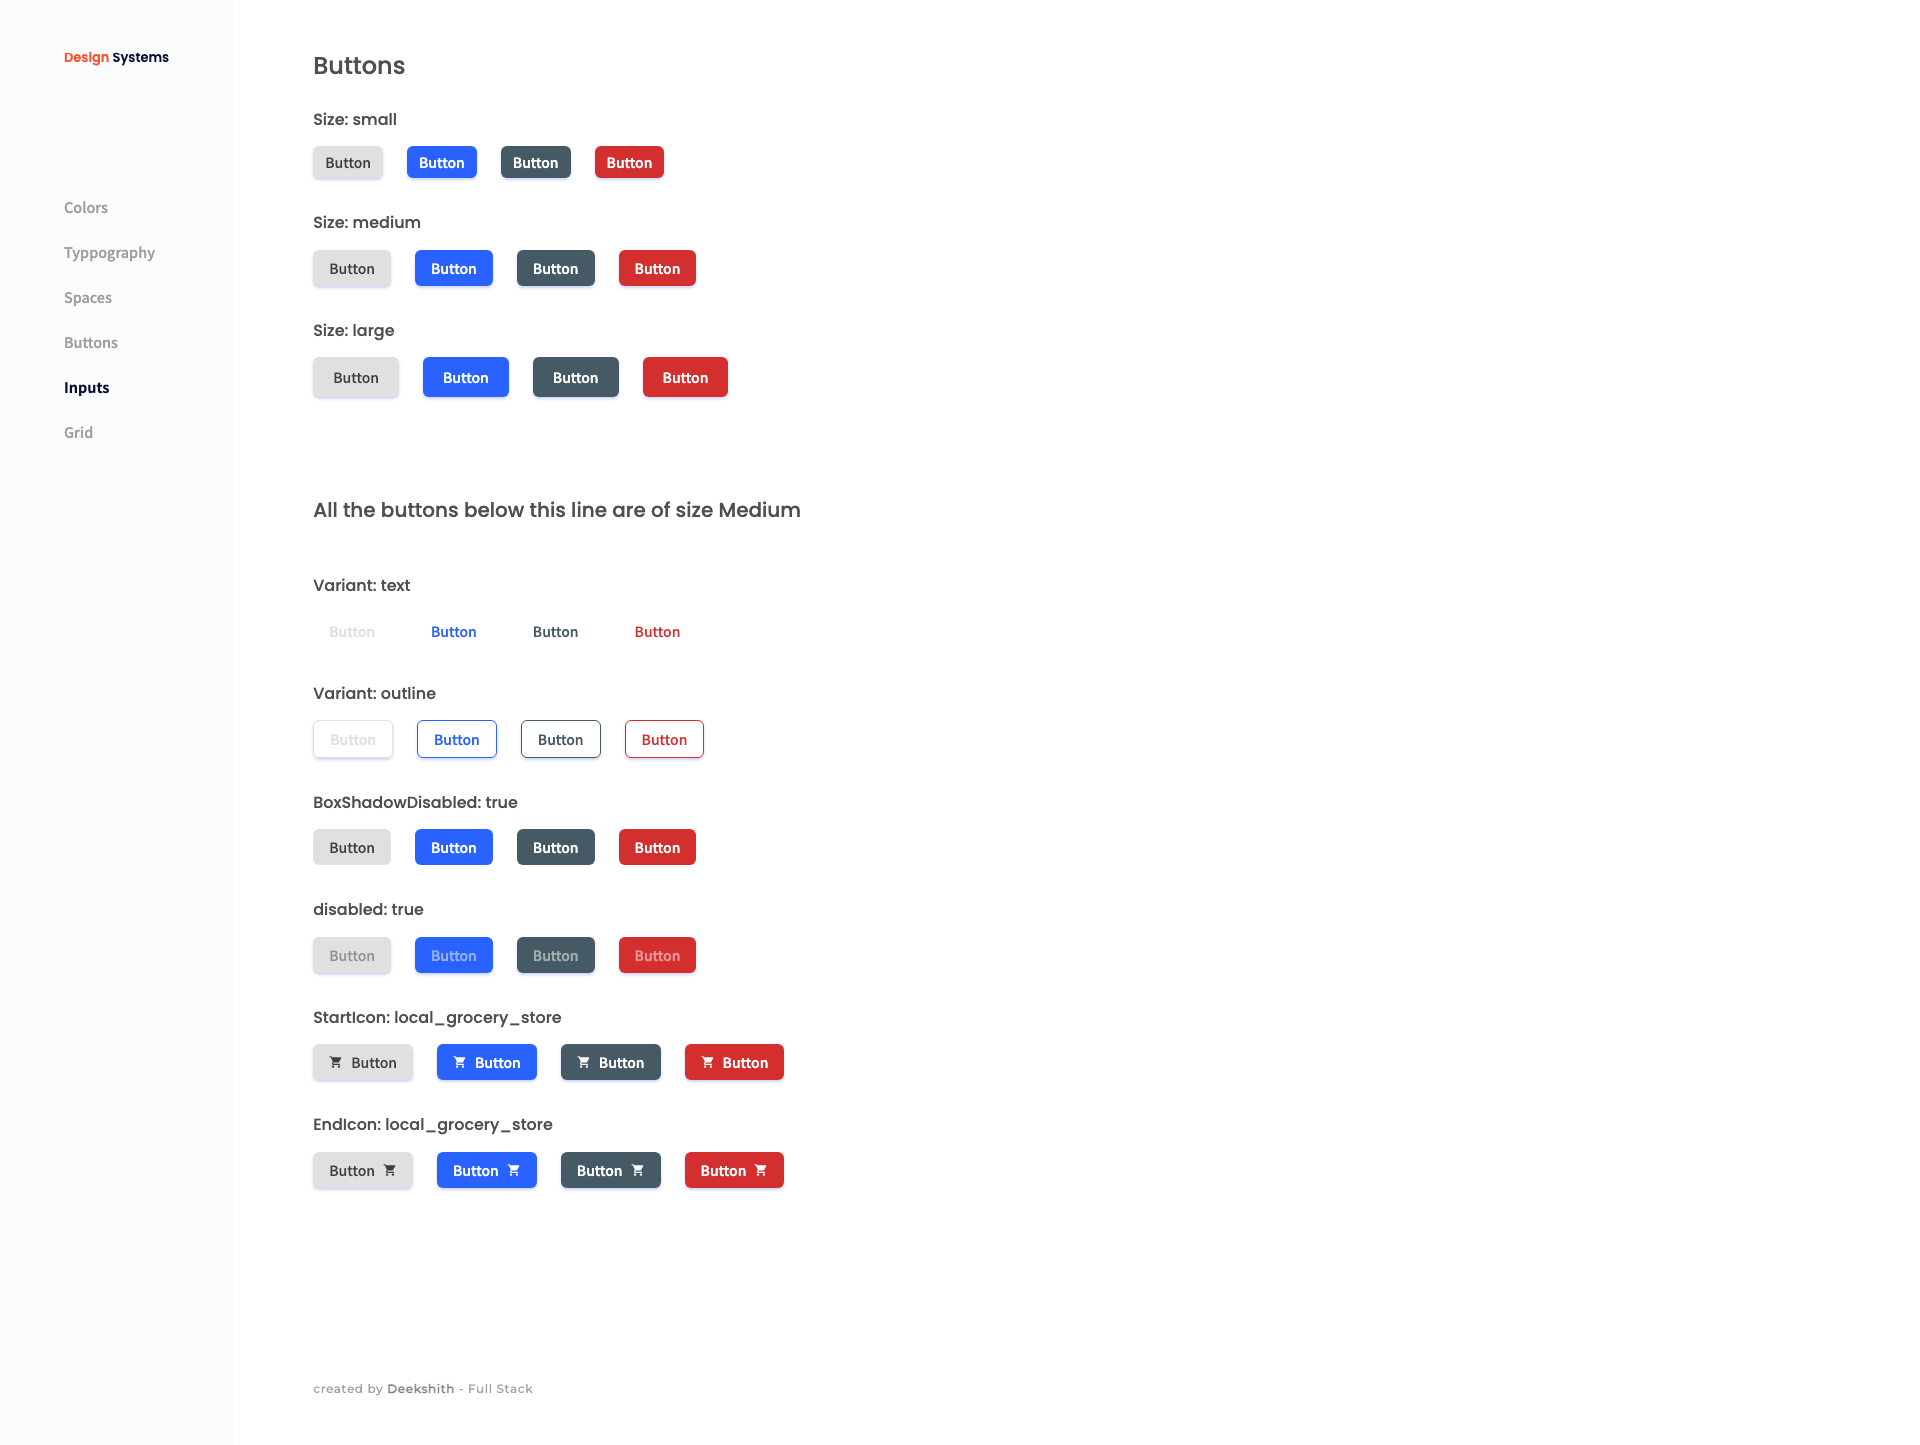 Design Systems
Colors
Typpography
Spaces
Buttons
Inputs
Grid
Buttons
Size: small
Button Button Button Button
Size: medium
Button Button Button Button
Size: large
Button Button Button Button
All the buttons below this line are of size Medium
Variant: text
Button Button Button Button
Variant: outline
Button Button Button Button
BoxShadowDisabled: true
Button Button Button Button
disabled: true
Button Button Button Button
StartIcon: local_grocery_store
Button Button Button Button
EndIcon: local_grocery_store
Button Button Button Button
created by Deekshith - Full Stack